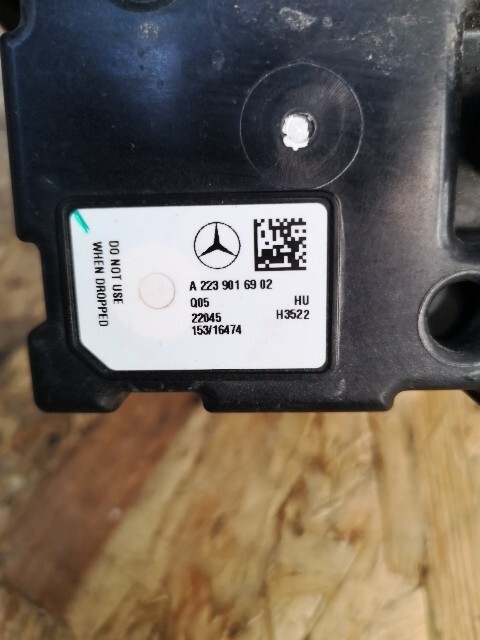 DO NOT USE
WHEN DROPPED
A 223 901 69 02
Q05 HU
22045 H3522
153/16474